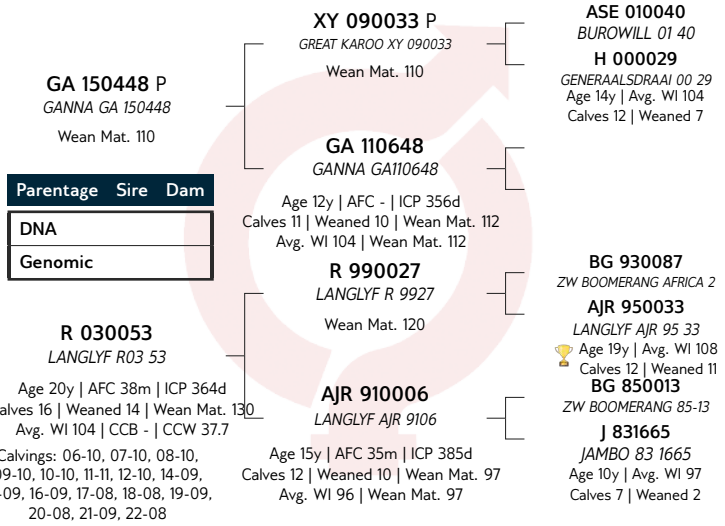 GA 150448 P
GANNA GA 150448
Wean Mat. 110
Parentage Sire Dam
DNA
Genomic
R 030053
LANGLYF R03 53
Age 20y | AFC 38m | ICP 364d
alves 16 | Weaned 14 | Wean Mat. 130
Avg. WI 104 | CCB - | CCW 37.7
Calvings: 06-10, 07-10, 08-10,
09-10, 10-10, 11-11, 12-10, 14-09,
-09, 16-09, 17-08, 18-08, 19-09,
20-08, 21-09, 22-08
XY 090033 P
GREAT KAROO XY 090033
Wean Mat. 110
GA 110648
GANNA GA110648
Age 12y | AFC - | ICP 356d
Calves 11 | Weaned 10 | Wean Mat. 112
Avg. WI 104 | Wean Mat. 112
R 990027
LANGLYF R 9927
Wean Mat. 120
AJR 910006
LANGLYF AJR 9106
Age 15y | AFC 35m | ICP 385d
Calves 12 | Weaned 10 | Wean Mat. 97
Avg. WI 96 | Wean Mat. 97
ASE 010040
BUROWILL 01 40
H 000029
GENERAALSDRAAI 00 29
Age 14y | Avg. WI 104
Calves 12 | Weaned 7
BG 930087
ZW BOOMERANG AFRICA 2
AJR 950033
LANGLYF AJR 95 33
Age 19y | Avg. WI 108
Calves 12 | Weaned 11
BG 850013
ZW BOOMERANG 85-13
J 831665
JAMBO 83 1665
Age 10y | Avg. WI 97
Calves 7 | Weaned 2